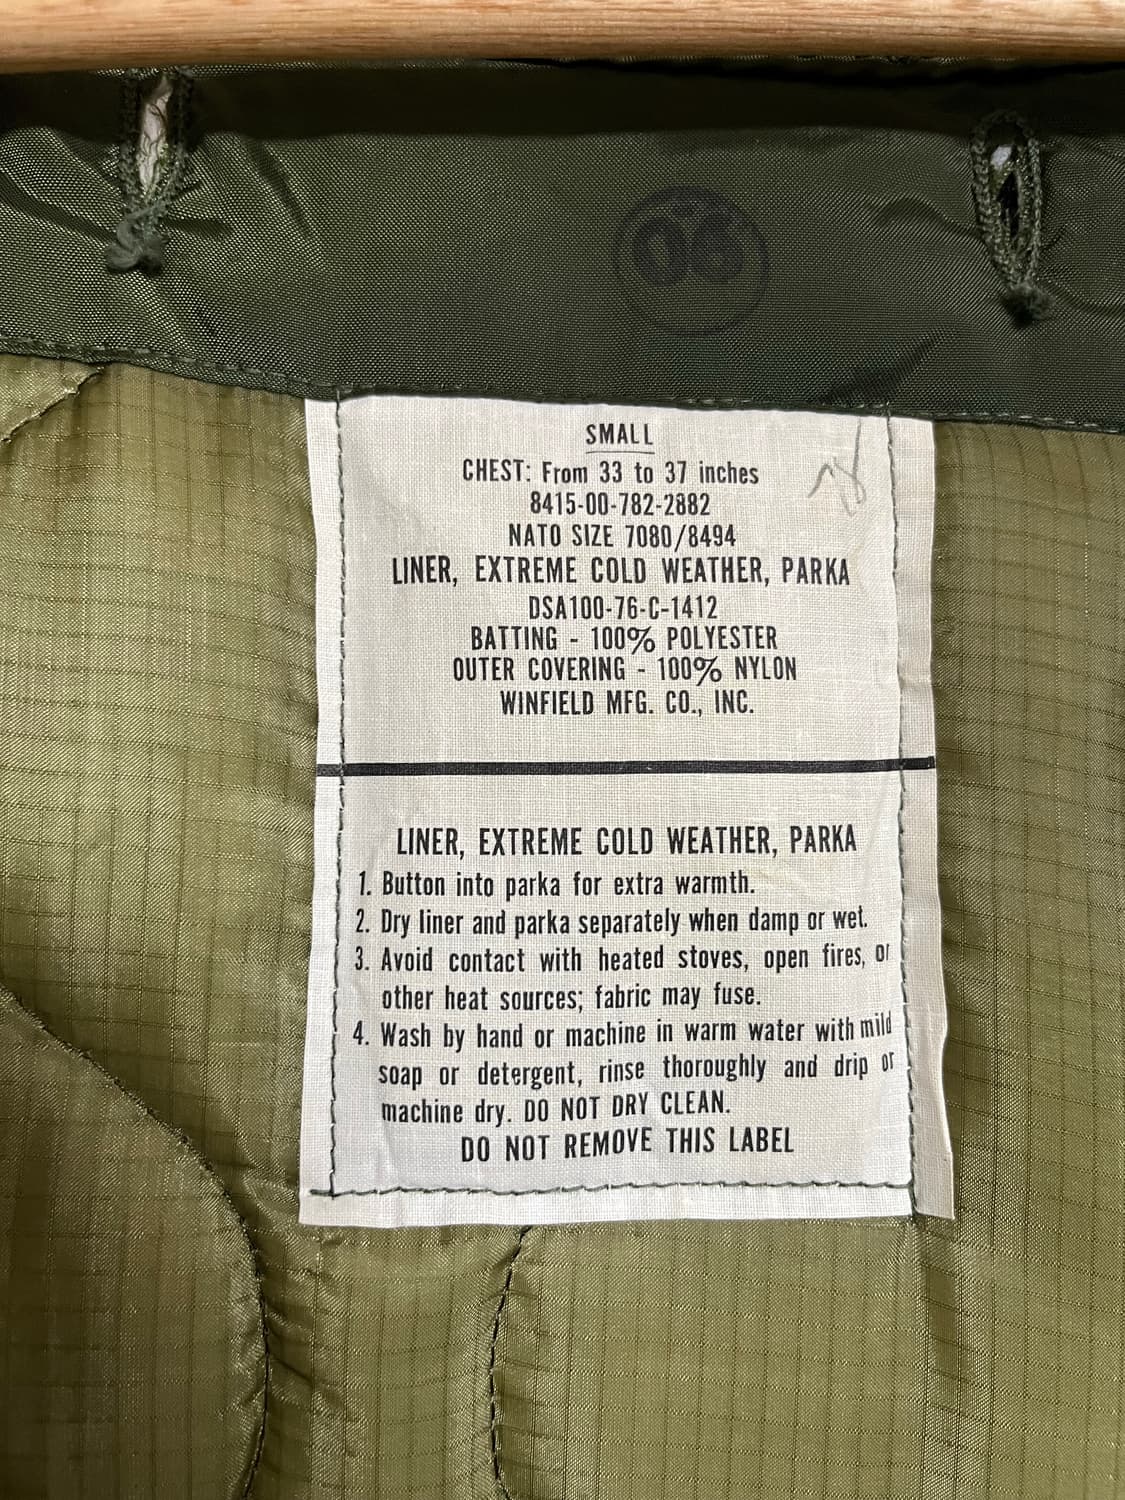 06
SMALL
CHEST: From 33 to 37 inches
8415-00-782-2882
NATO SIZE 7080/8494
LINER, EXTREME COLD WEATHER, PARKA
DSA100-76-C-1412
BATTING - 100% POLYESTER
OUTER COVERING - 100% NYLON
WINFIELD MFG. CO., INC.
LINER, EXTREME COLD WEATHER, PARKA
1. Button into parka for extra warmth.
2. Dry liner and parka separately when damp or wet.
3. Avoid contact with heated stoves, open fires, or
other heat sources; fabric may fuse.
4. Wash by hand or machine in warm water with mild
soap or detergent, rinse thoroughly and drip or
machine dry. DO NOT DRY CLEAN.
DO NOT REMOVE THIS LABEL